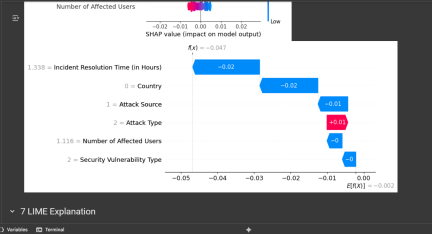 Number of Affected Users
Low
−0.02 −0.01 0.00 0.01 0.02
SHAP value (impact on model output)
f(x) = −0.047
1.338 = Incident Resolution Time (in Hours)
−0.02
0 = Country
−0.02
1 = Attack Source
−0.01
2 = Attack Type
+0.01
1.116 = Number of Affected Users
−0
2 = Security Vulnerability Type
−0
−0.05 −0.04 −0.03 −0.02 −0.01 0.00
E[f(X)] = −0.002
7 LIME Explanation
Variables Terminal